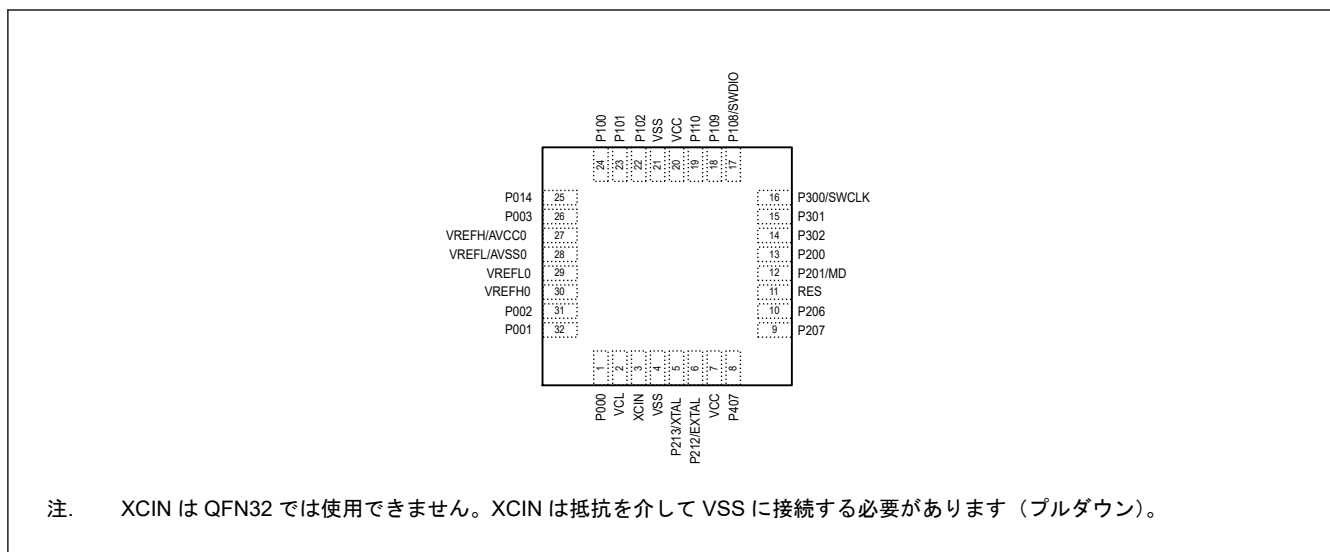 P100
P101
P102
VSS
VCC
P110
P109
P108/SWDIO
24
23
22
21
20
19
18
17
P014 25
P003 26
VREFH/AVCC0 27
VREFL/AVSS0 28
VREFL0 29
VREFH0 30
P002 31
P001 32
16 P300/SWCLK
15 P301
14 P302
13 P200
12 P201/MD
11 RES
10 P206
9 P207
1
2
3
4
5
6
7
8
P000
VCL
XCIN
VSS
P213/XTAL
P212/EXTAL
VCC
P407
注. XCIN は QFN32 では使用できません。XCIN は抵抗を介して VSS に接続する必要があります（プルダウン）。